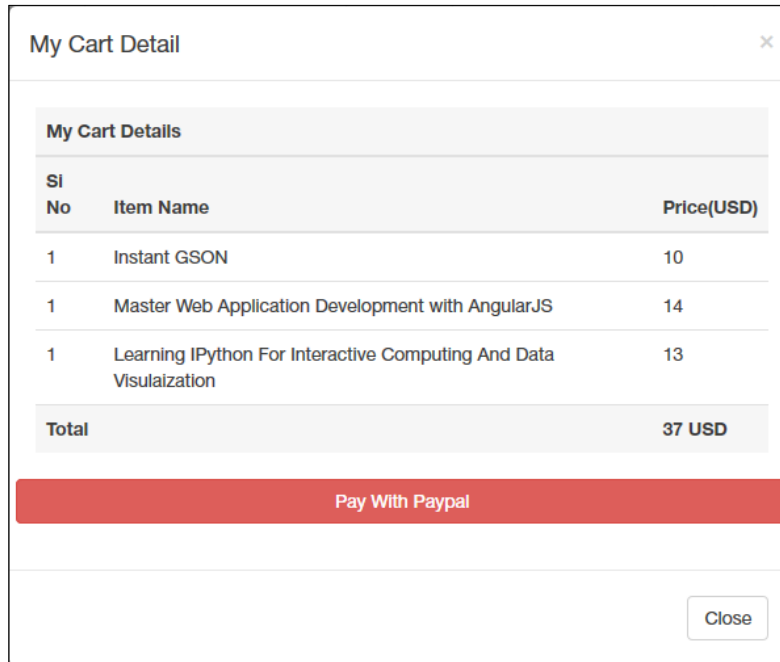 My Cart Detail ×
My Cart Details
Si
No Item Name Price(USD)
1 Instant GSON 10
1 Master Web Application Development with AngularJS 14
1 Learning IPython For Interactive Computing And Data 13
Visulaization
Total 37 USD
Pay With Paypal
Close